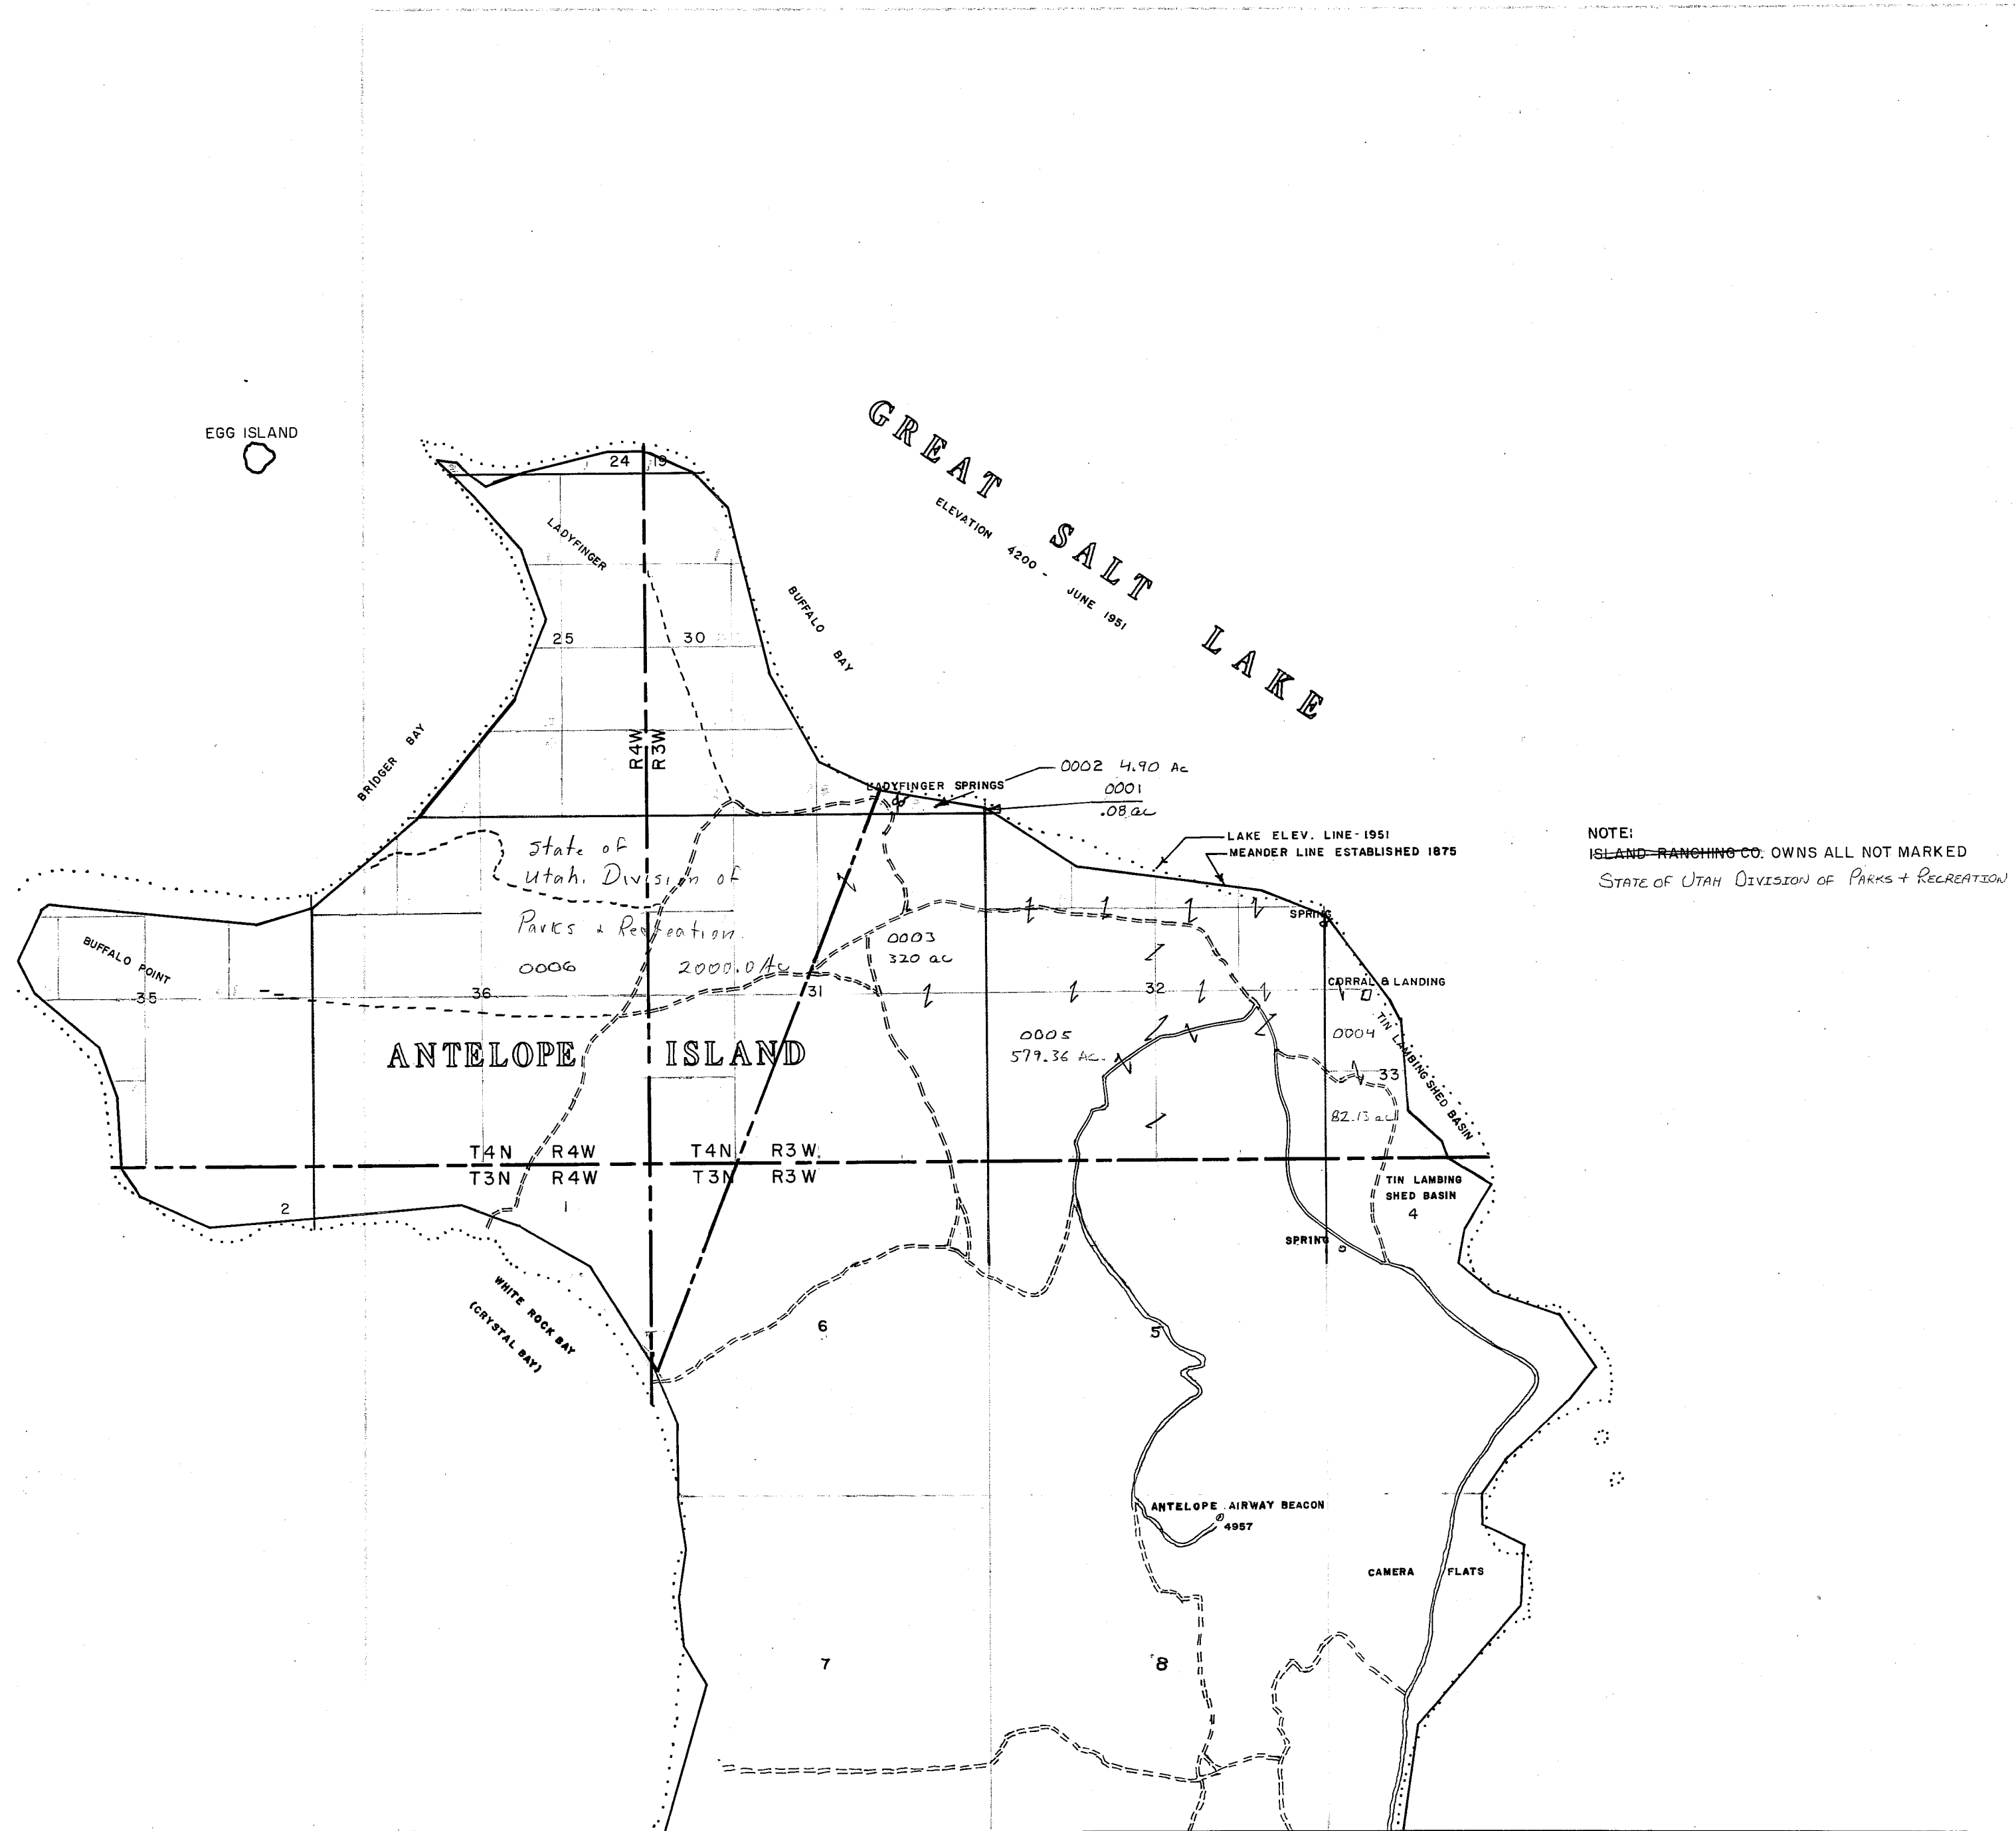 EGG ISLAND
GREAT SALT LAKE
ELEVATION 4200 - JUNE 1951
24 19
LADYFINGER
BUFFALO BAY
25 30
R4W R3W
BRIDGER BAY
LADYFINGER SPRINGS
0002 4.90 Ac
0001
.08 ac
LAKE ELEV. LINE-1951
MEANDER LINE ESTABLISHED 1875
NOTE:
ISLAND RANCHING CO. OWNS ALL NOT MARKED
STATE OF UTAH DIVISION OF PARKS + RECREATION
State of
Utah, Division of
Parks & Recreation
0006 2000.0 Ac
0003
320 ac
SPRING
BUFFALO POINT
35 36 31 32
CORRAL & LANDING
TIN LAMBING SHED BASIN
0005
579.36 Ac.
0004
33
82.13 ac
ANTELOPE ISLAND
T4N R4W T4N R3W
T3N R4W T3N R3W
2 1
TIN LAMBING
SHED BASIN
4
SPRING
WHITE ROCK BAY
(CRYSTAL BAY)
6 5
ANTELOPE AIRWAY BEACON
4957
CAMERA FLATS
7 8